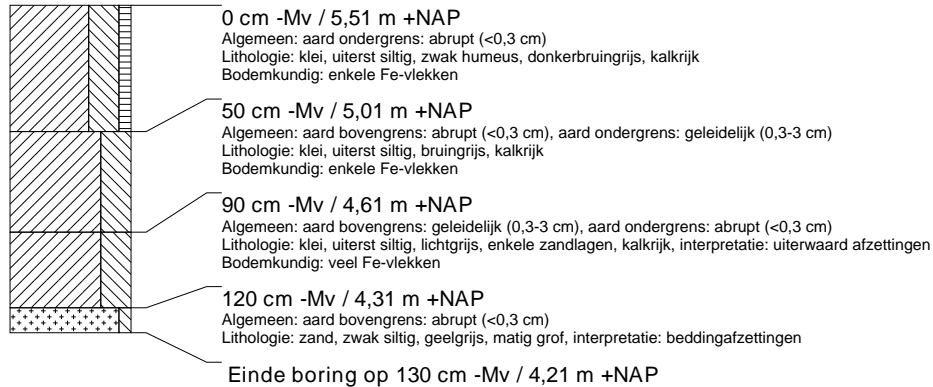 0 cm -Mv / 5,51 m +NAP
Algemeen: aard ondergrens: abrupt (<0,3 cm)
Lithologie: klei, uiterst siltig, zwak humeus, donkerbruingrijs, kalkrijk
Bodemkundig: enkele Fe-vlekken
50 cm -Mv / 5,01 m +NAP
Algemeen: aard bovengrens: abrupt (<0,3 cm), aard ondergrens: geleidelijk (0,3-3 cm)
Lithologie: klei, uiterst siltig, bruingrijs, kalkrijk
Bodemkundig: enkele Fe-vlekken
90 cm -Mv / 4,61 m +NAP
Algemeen: aard bovengrens: geleidelijk (0,3-3 cm), aard ondergrens: abrupt (<0,3 cm)
Lithologie: klei, uiterst siltig, lichtgrijs, enkele zandlagen, kalkrijk, interpretatie: uiterwaard afzettingen
Bodemkundig: veel Fe-vlekken
120 cm -Mv / 4,31 m +NAP
Algemeen: aard bovengrens: abrupt (<0,3 cm)
Lithologie: zand, zwak siltig, geelgrijs, matig grof, interpretatie: beddingafzettingen
Einde boring op 130 cm -Mv / 4,21 m +NAP